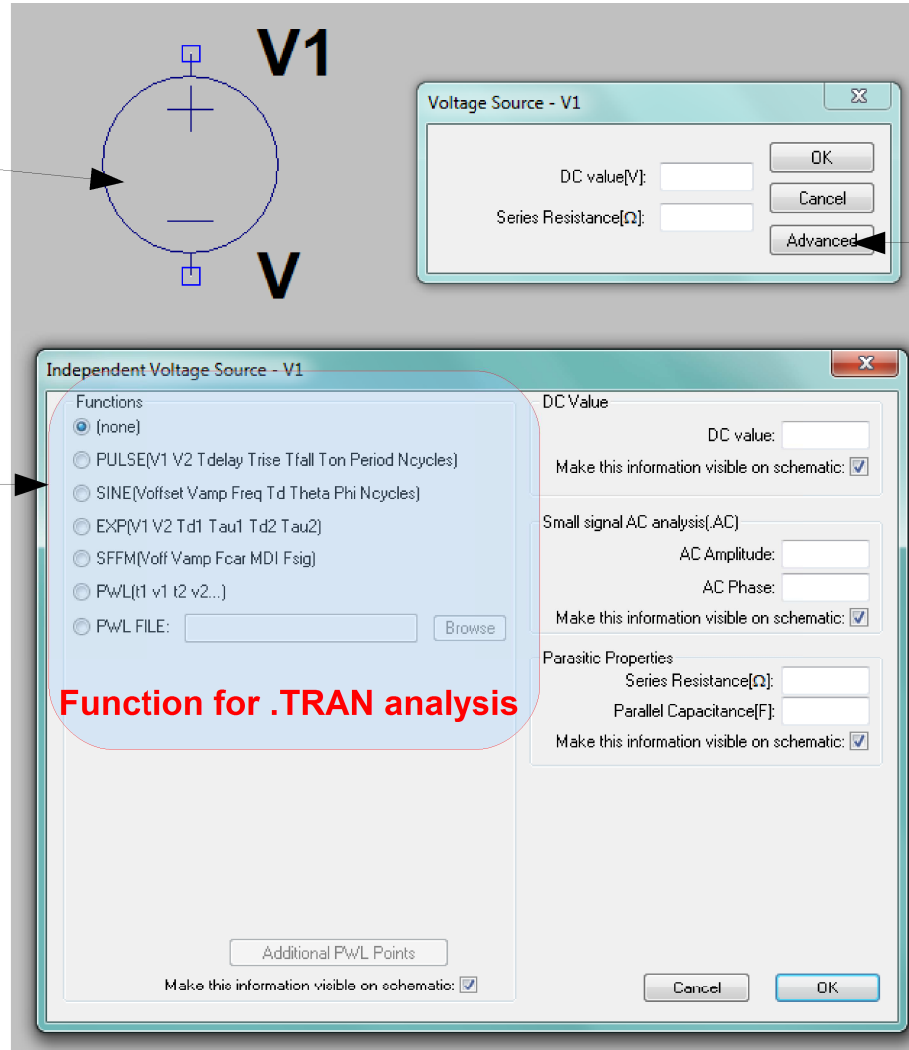 V1
V
Voltage Source - V1
DC value[V]:
Series Resistance[Ω]:
OK
Cancel
Advanced
Independent Voltage Source - V1
Functions
(none)
PULSE(V1 V2 Tdelay Trise Tfall Ton Period Ncycles)
SINE(Voffset Vamp Freq Td Theta Phi Ncycles)
EXP(V1 V2 Td1 Tau1 Td2 Tau2)
SFFM(Voff Vamp Fcar MDI Fsig)
PWL(t1 v1 t2 v2...)
PWL FILE:
Browse
Function for .TRAN analysis
Additional PWL Points
Make this information visible on schematic:
DC Value
DC value:
Make this information visible on schematic:
Small signal AC analysis(.AC)
AC Amplitude:
AC Phase:
Make this information visible on schematic:
Parasitic Properties
Series Resistance[Ω]:
Parallel Capacitance[F]:
Make this information visible on schematic:
Cancel
OK